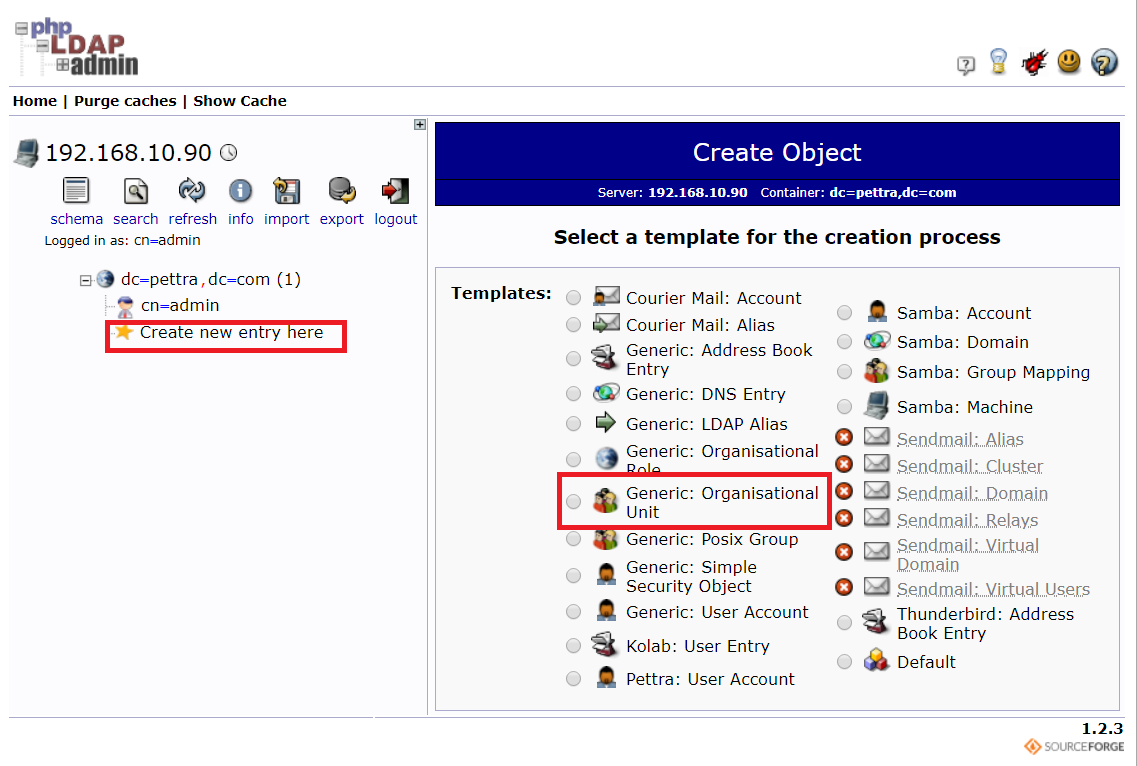 php
LDAP
admin
Home | Purge caches | Show Cache
192.168.10.90
schema search refresh info import export logout
Logged in as: cn=admin
dc=pettra,dc=com (1)
cn=admin
Create new entry here
Create Object
Server: 192.168.10.90 Container: dc=pettra,dc=com
Select a template for the creation process
Templates:
Courier Mail: Account
Courier Mail: Alias
Generic: Address Book
Entry
Generic: DNS Entry
Generic: LDAP Alias
Generic: Organisational
Role
Generic: Organisational
Unit
Generic: Posix Group
Generic: Simple
Security Object
Generic: User Account
Kolab: User Entry
Pettra: User Account
Samba: Account
Samba: Domain
Samba: Group Mapping
Samba: Machine
Sendmail: Alias
Sendmail: Cluster
Sendmail: Domain
Sendmail: Relays
Sendmail: Virtual
Domain
Sendmail: Virtual Users
Thunderbird: Address
Book Entry
Default
1.2.3
SOURCEFORGE